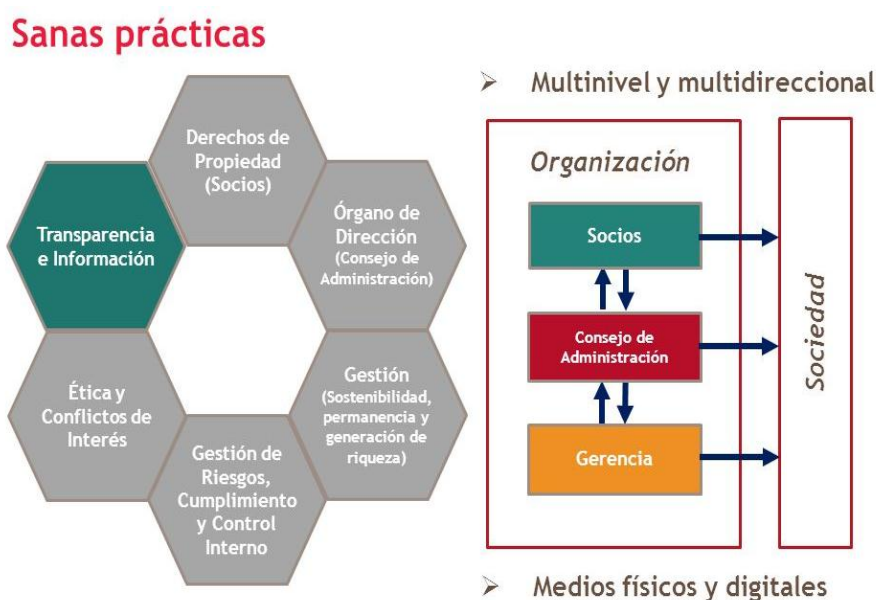 Sanas prácticas
Derechos de
Propiedad
(Socios)
Órgano de
Dirección
(Consejo de
Administración)
Gestión
(Sostenibilidad,
permanencia y
generación de
riqueza)
Gestión de
Riesgos,
Cumplimiento
y Control
Interno
Ética y
Conflictos de
Interés
Transparencia
e Información
Multinivel y multidireccional
Organización
Socios
Consejo de
Administración
Gerencia
Sociedad
Medios físicos y digitales